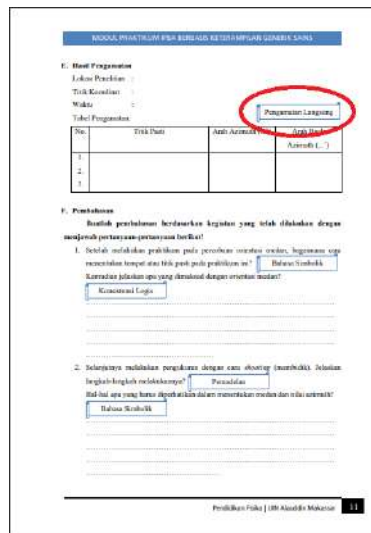 MODUL PRAKTIKUM IPBA BERBASIS KETERAMPILAN GENERIK SAINS
E. Hasil Pengamatan
Lokasi Penelitian :
Titik Koordinat :
Waktu :
Pengamatan Langsung
Tabel Pengamatan
No. Titik Pasti Arah Azimuth Arah Back
Azimuth (...°)
1.
2.
3.
F. Pembahasan
Buatlah pembahasan berdasarkan kegiatan yang telah dilakukan dengan
menjawab pertanyaan-pertanyaan berikut!
1. Setelah melakukan praktikum pada percobaan orientasi medan, bagaimana cara
menentukan tempat atau titik pasti pada praktikum ini? Bahasa Simbolik
Kemudian jelaskan apa yang dimaksud dengan orientasi medan?
Konsistensi Logis
2. Selanjutnya melakukan pengukuran dengan cara shooting (membidik). Jelaskan
langkah-langkah melakukannya? Pemodelan
Hal-hal apa yang harus diperhatikan dalam menentukan medan dan nilai azimuth?
Bahasa Simbolik
Pendidikan Fisika | UIN Alauddin Makassar 11